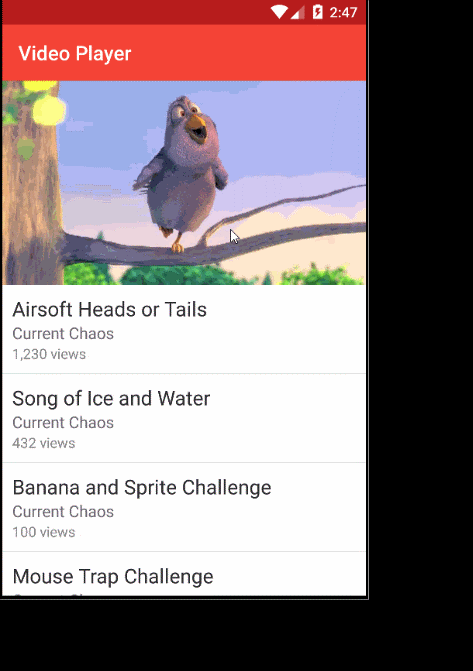 2:47
Video Player
Airsoft Heads or Tails
Current Chaos
1,230 views
Song of Ice and Water
Current Chaos
432 views
Banana and Sprite Challenge
Current Chaos
100 views
Mouse Trap Challenge